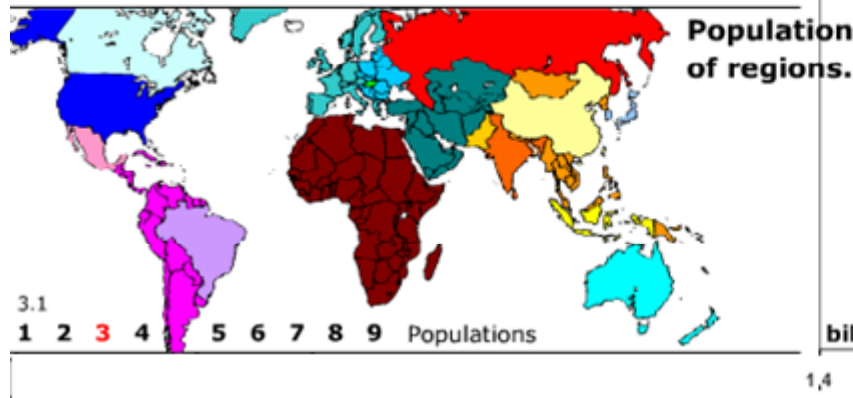 Population
of regions.
3.1
1 2 3 4 5 6 7 8 9 Populations
bil
1,4